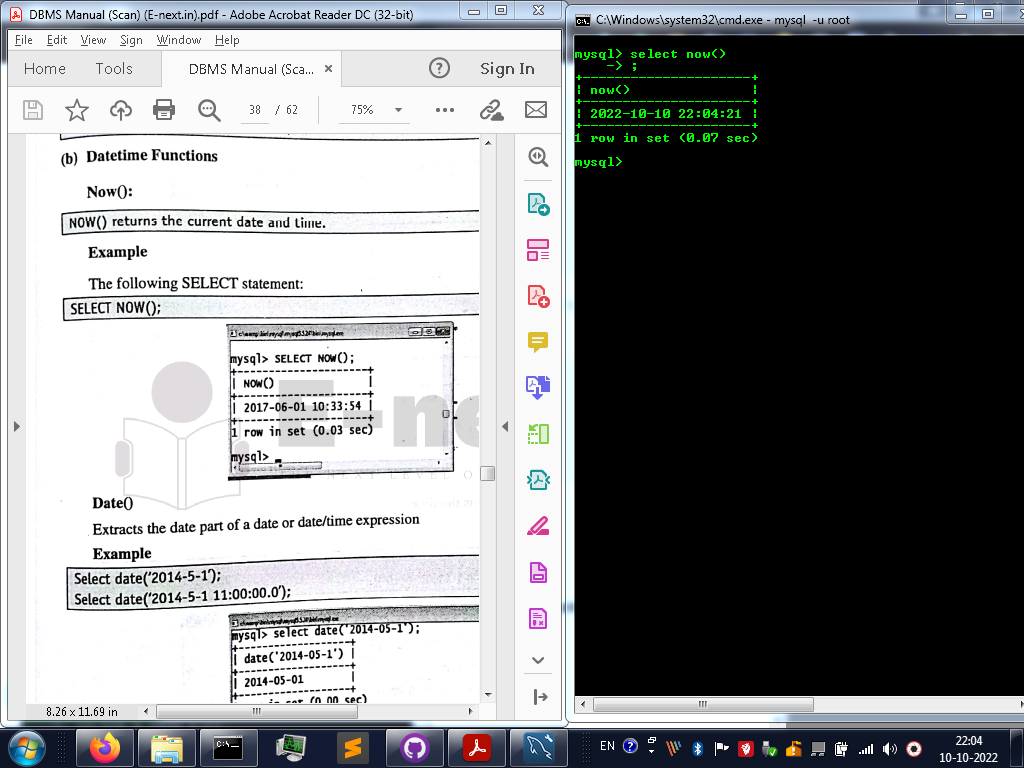 DBMS Manual (Scan) (E-next.in).pdf - Adobe Acrobat Reader DC (32-bit)
File Edit View Sign Window Help
Home Tools DBMS Manual (Sca... × ? Sign In
38 / 62 75%
(b) Datetime Functions
Now():
NOW() returns the current date and time.
Example
The following SELECT statement:
SELECT NOW();
mysql> SELECT NOW();
+---------------------+
| NOW() |
+---------------------+
| 2017-06-01 10:33:54 |
+---------------------+
1 row in set (0.03 sec)
mysql>
E-ne
NEXT LEVEL O
Date()
Extracts the date part of a date or date/time expression
Example
Select date('2014-5-1');
Select date('2014-5-1 11:00:00.0');
mysql> select date('2014-05-1');
| date('2014-05-1') |
| 2014-05-01
in set (0.00 sec)
8.26 x 11.69 in
C:\Windows\system32\cmd.exe - mysql -u root
mysql> select now()
-> ;
+---------------------+
| now() |
+---------------------+
| 2022-10-10 22:04:21 |
+---------------------+
1 row in set (0.07 sec)
mysql>
C:\
EN ? 22:04
10-10-2022